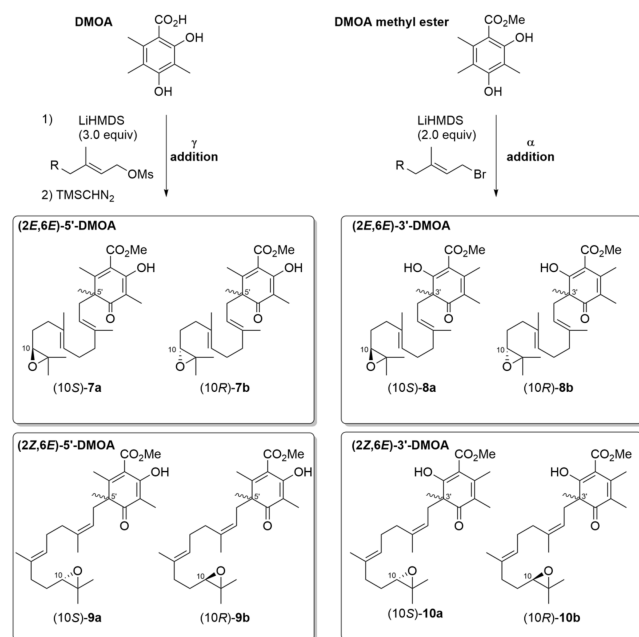 DMOA
CO₂H
OH
OH
1) LiHMDS
(3.0 equiv)
R
OMs
2) TMSCHN₂
γ
addition
DMOA methyl ester
CO₂Me
OH
OH
LiHMDS
(2.0 equiv)
R
Br
α
addition
(2E,6E)-5'-DMOA
CO₂Me
OH
5'
O
10
O
(10S)-7a
CO₂Me
OH
5'
O
10
O
(10R)-7b
(2E,6E)-3'-DMOA
CO₂Me
HO
3'
O
10
O
(10S)-8a
CO₂Me
HO
3'
O
10
O
(10R)-8b
(2Z,6E)-5'-DMOA
CO₂Me
OH
5'
O
10
O
(10S)-9a
CO₂Me
OH
5'
O
10
O
(10R)-9b
(2Z,6E)-3'-DMOA
CO₂Me
HO
3'
O
10
O
(10S)-10a
CO₂Me
HO
3'
O
10
O
(10R)-10b